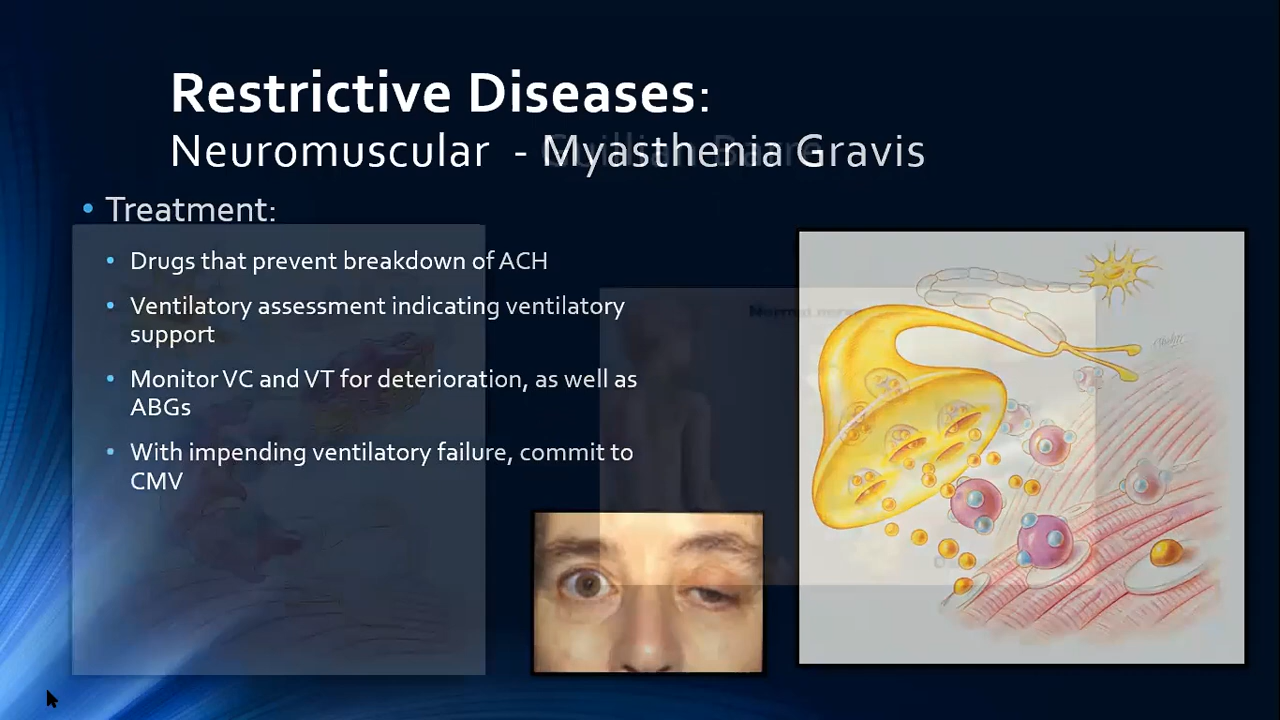 Restrictive Diseases:
Neuromuscular - Myasthenia Gravis
• Treatment:
• Drugs that prevent breakdown of ACH
• Ventilatory assessment indicating ventilatory
support
• Monitor VC and VT for deterioration, as well as
ABGs
• With impending ventilatory failure, commit to
CMV